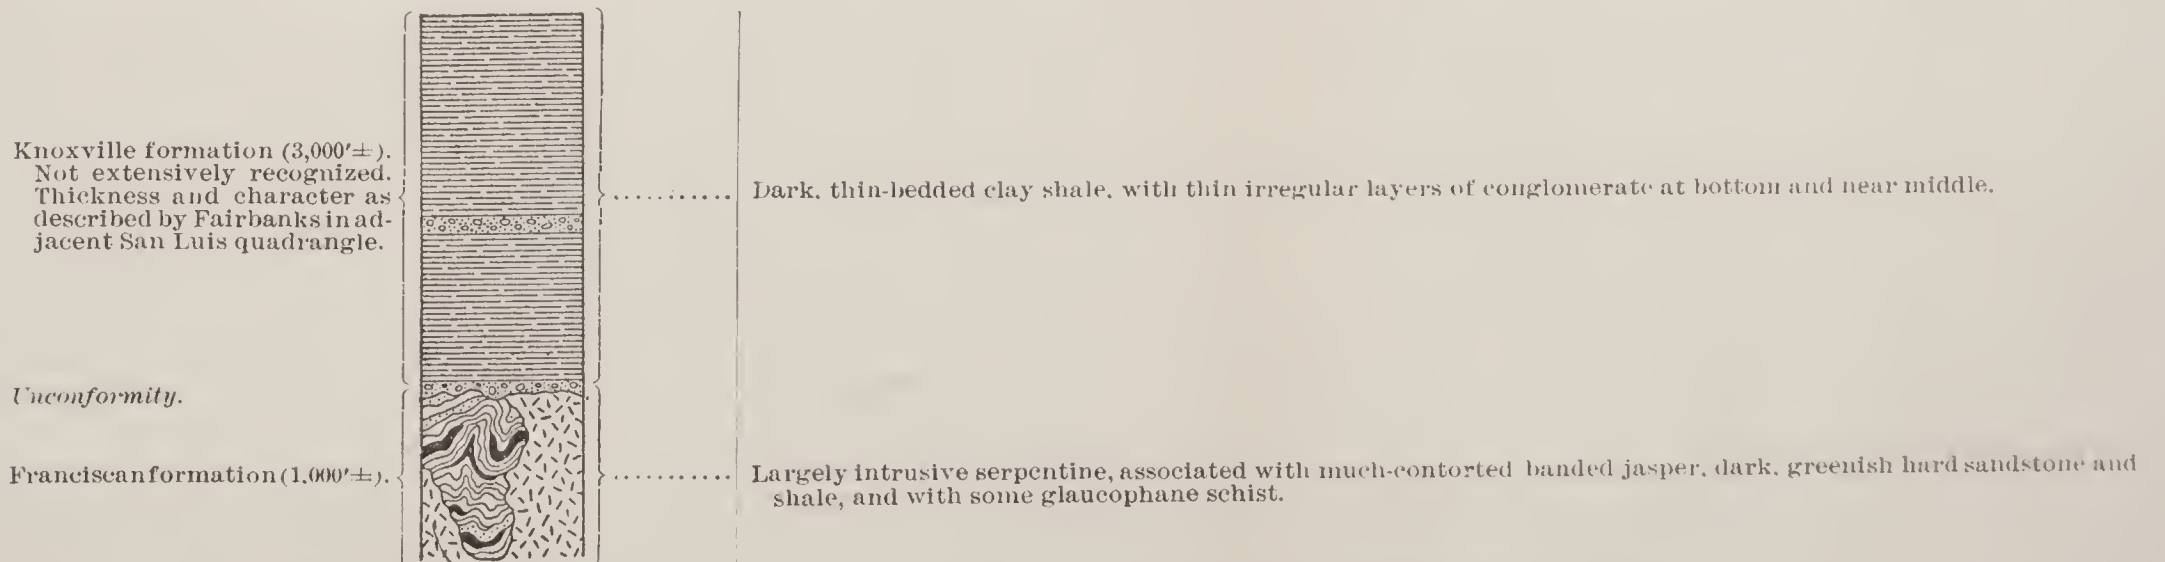 Knoxville formation (3,000′±).
Not extensively recognized.
Thickness and character as
described by Fairbanks in ad-
jacent San Luis quadrangle.
Dark, thin-bedded clay shale, with thin irregular layers of conglomerate at bottom and near middle.
Unconformity.
Franciscan formation (1,000′±).
Largely intrusive serpentine, associated with much-contorted banded jasper, dark, greenish hard sandstone and
shale, and with some glaucophane schist.